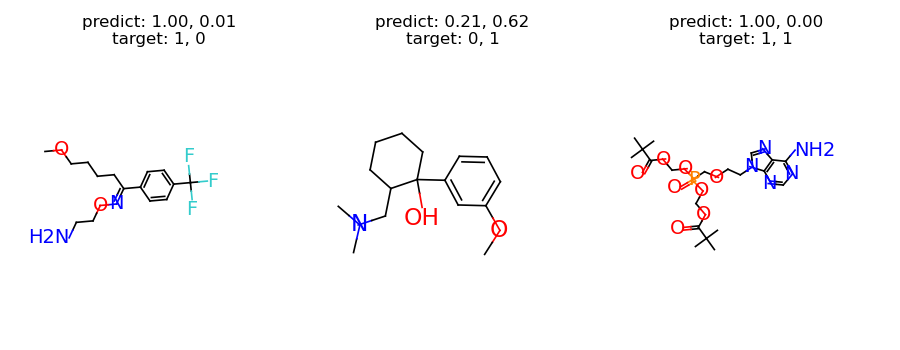 predict: 1.00, 0.01
target: 1, 0
predict: 0.21, 0.62
target: 0, 1
predict: 1.00, 0.00
target: 1, 1
O
F
F
F
O
N
H2N
N
OH
O
O
O
O
P
O
O
O
O
O
N
N
NH2
N
N